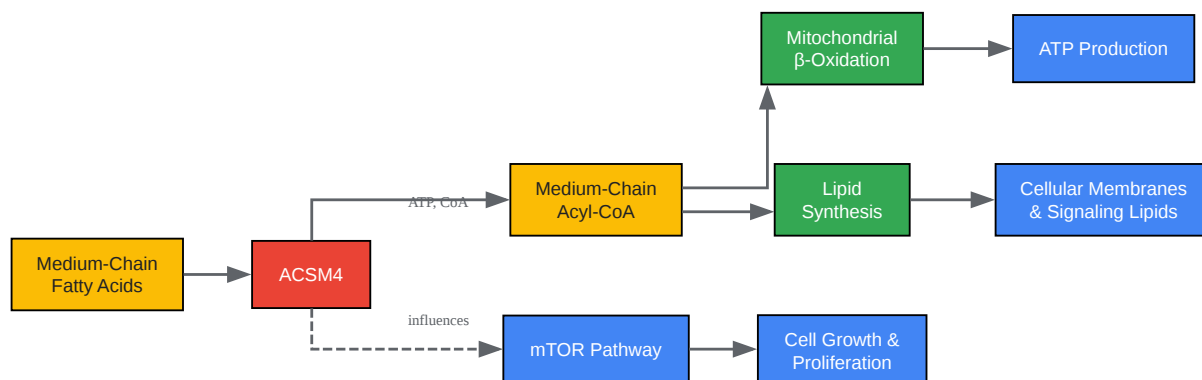 Mitochondrial
β-Oxidation
ATP Production
Medium-Chain
Acyl-CoA
Lipid
Synthesis
Cellular Membranes
& Signaling Lipids
ATP, CoA
Medium-Chain
Fatty Acids
ACSM4
influences
mTOR Pathway
Cell Growth &
Proliferation